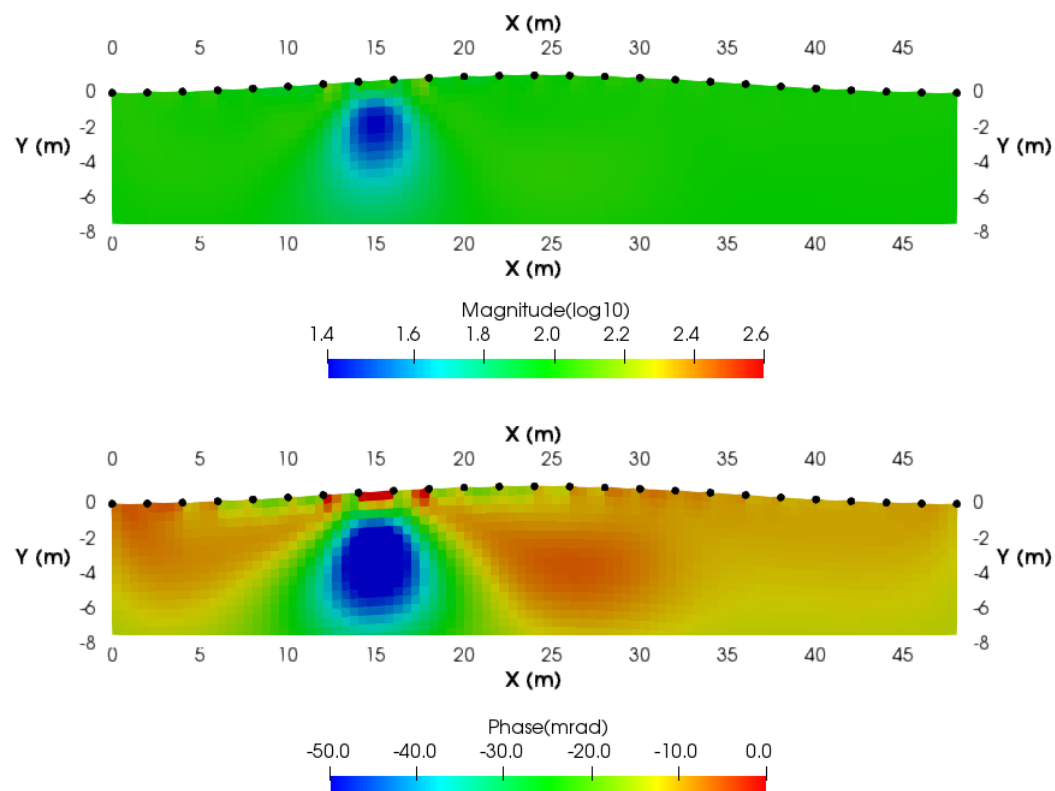 X (m)
0 5 10 15 20 25 30 35 40 45
0 0
-2 -2
Y (m) Y (m)
-4 -4
-6 -6
-8 -8
0 5 10 15 20 25 30 35 40 45
X (m)
Magnitude(log10)
1.4 1.6 1.8 2.0 2.2 2.4 2.6
X (m)
0 5 10 15 20 25 30 35 40 45
0 0
-2 -2
Y (m) Y (m)
-4 -4
-6 -6
-8 -8
0 5 10 15 20 25 30 35 40 45
X (m)
Phase(mrad)
-50.0 -40.0 -30.0 -20.0 -10.0 0.0